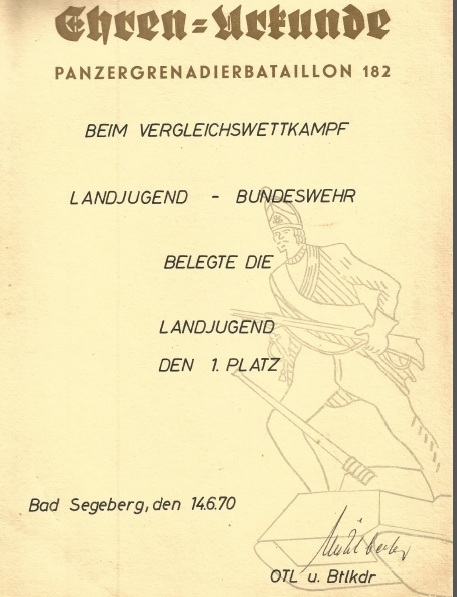 Ehren=Urkunde
PANZERGRENADIERBATAILLON 182
BEIM VERGLEICHSWETTKAMPF
LANDJUGEND - BUNDESWEHR
BELEGTE DIE
LANDJUGEND
DEN 1. PLATZ
Bad Segeberg, den 14.6.70
OTL u. Btlkdr